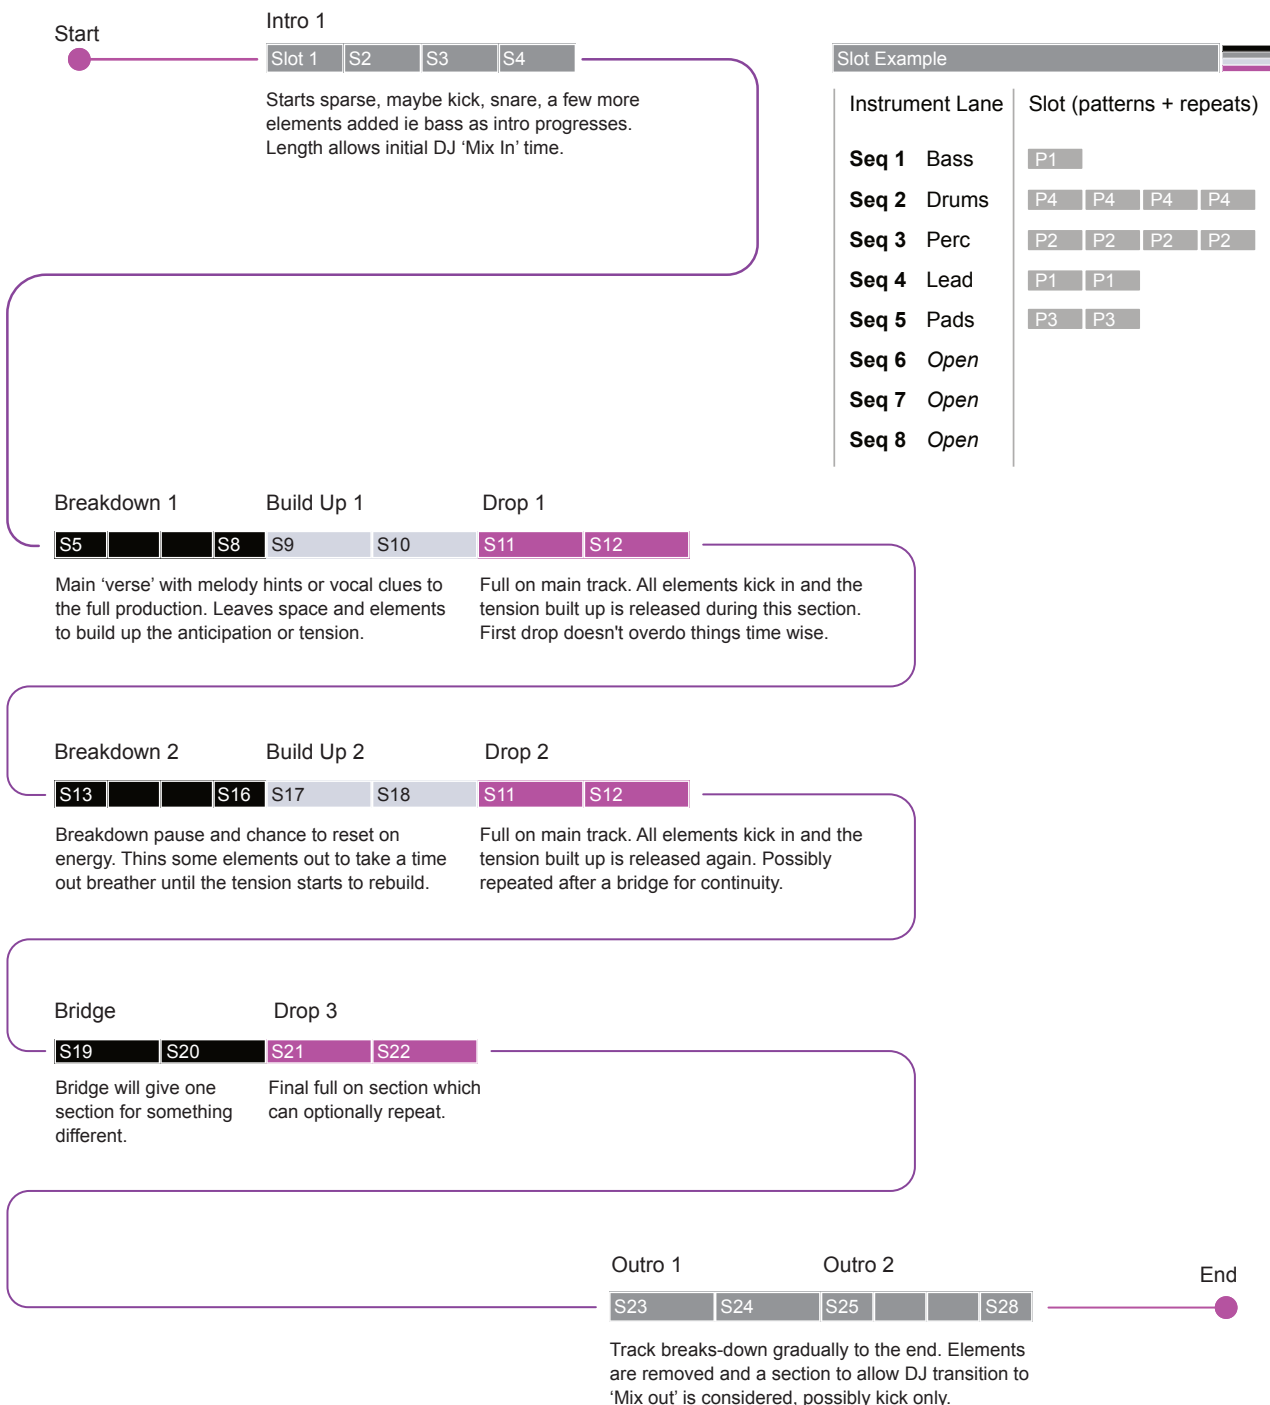 Start
Intro 1
Slot 1 S2 S3 S4
Starts sparse, maybe kick, snare, a few more
elements added ie bass as intro progresses.
Length allows initial DJ ‘Mix In’ time.
Slot Example
Instrument Lane Slot (patterns + repeats)
Seq 1 Bass P1
Seq 2 Drums P4 P4 P4 P4
Seq 3 Perc P2 P2 P2 P2
Seq 4 Lead P1 P1
Seq 5 Pads P3 P3
Seq 6 Open
Seq 7 Open
Seq 8 Open
Breakdown 1 Build Up 1 Drop 1
S5 S8 S9 S10 S11 S12
Main ‘verse’ with melody hints or vocal clues to
the full production. Leaves space and elements
to build up the anticipation or tension.
Full on main track. All elements kick in and the
tension built up is released during this section.
First drop doesn't overdo things time wise.
Breakdown 2 Build Up 2 Drop 2
S13 S16 S17 S18 S11 S12
Breakdown pause and chance to reset on
energy. Thins some elements out to take a time
out breather until the tension starts to rebuild.
Full on main track. All elements kick in and the
tension built up is released again. Possibly
repeated after a bridge for continuity.
Bridge Drop 3
S19 S20 S21 S22
Bridge will give one
section for something
different.
Final full on section which
can optionally repeat.
Outro 1 Outro 2
End
S23 S24 S25 S28
Track breaks-down gradually to the end. Elements
are removed and a section to allow DJ transition to
‘Mix out’ is considered, possibly kick only.